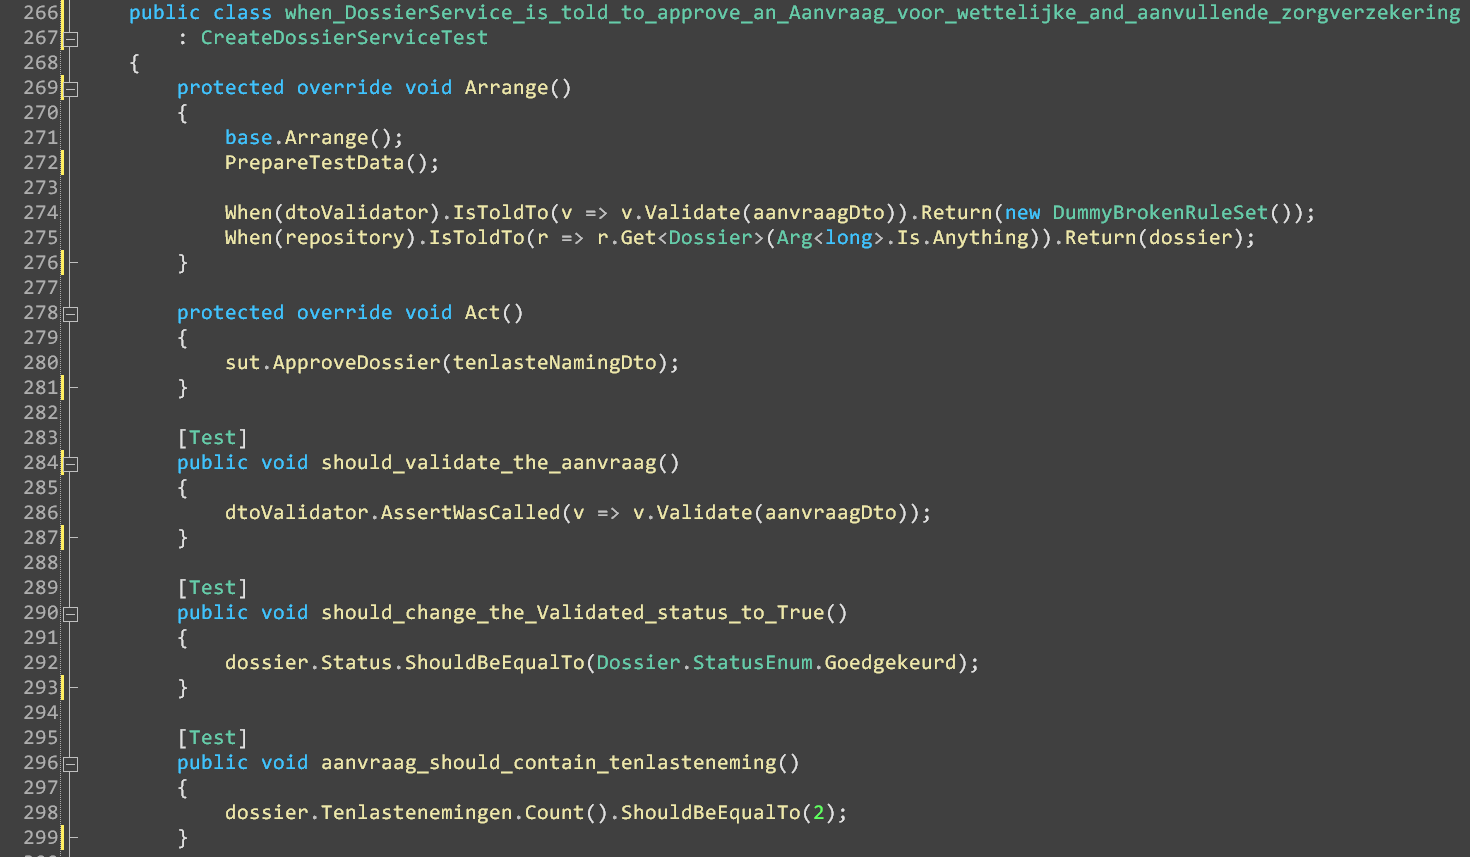 266 public class when_DossierService_is_told_to_approve_an_Aanvraag_voor_wettelijke_and_aanvullende_zorgverzekering
267 : CreateDossierServiceTest
268 {
269 protected override void Arrange()
270 {
271 base.Arrange();
272 PrepareTestData();
273
274 When(dtoValidator).IsToldTo(v => v.Validate(aanvraagDto)).Return(new DummyBrokenRuleSet());
275 When(repository).IsToldTo(r => r.Get<Dossier>(Arg<long>.Is.Anything)).Return(dossier);
276 }
277
278 protected override void Act()
279 {
280 sut.ApproveDossier(tenlasteNamingDto);
281 }
282
283 [Test]
284 public void should_validate_the_aanvraag()
285 {
286 dtoValidator.AssertWasCalled(v => v.Validate(aanvraagDto));
287 }
288
289 [Test]
290 public void should_change_the_Validated_status_to_True()
291 {
292 dossier.Status.ShouldBeEqualTo(Dossier.StatusEnum.Goedgekeurd);
293 }
294
295 [Test]
296 public void aanvraag_should_contain_tenlasteneming()
297 {
298 dossier.Tenlastenemingen.Count().ShouldBeEqualTo(2);
299 }